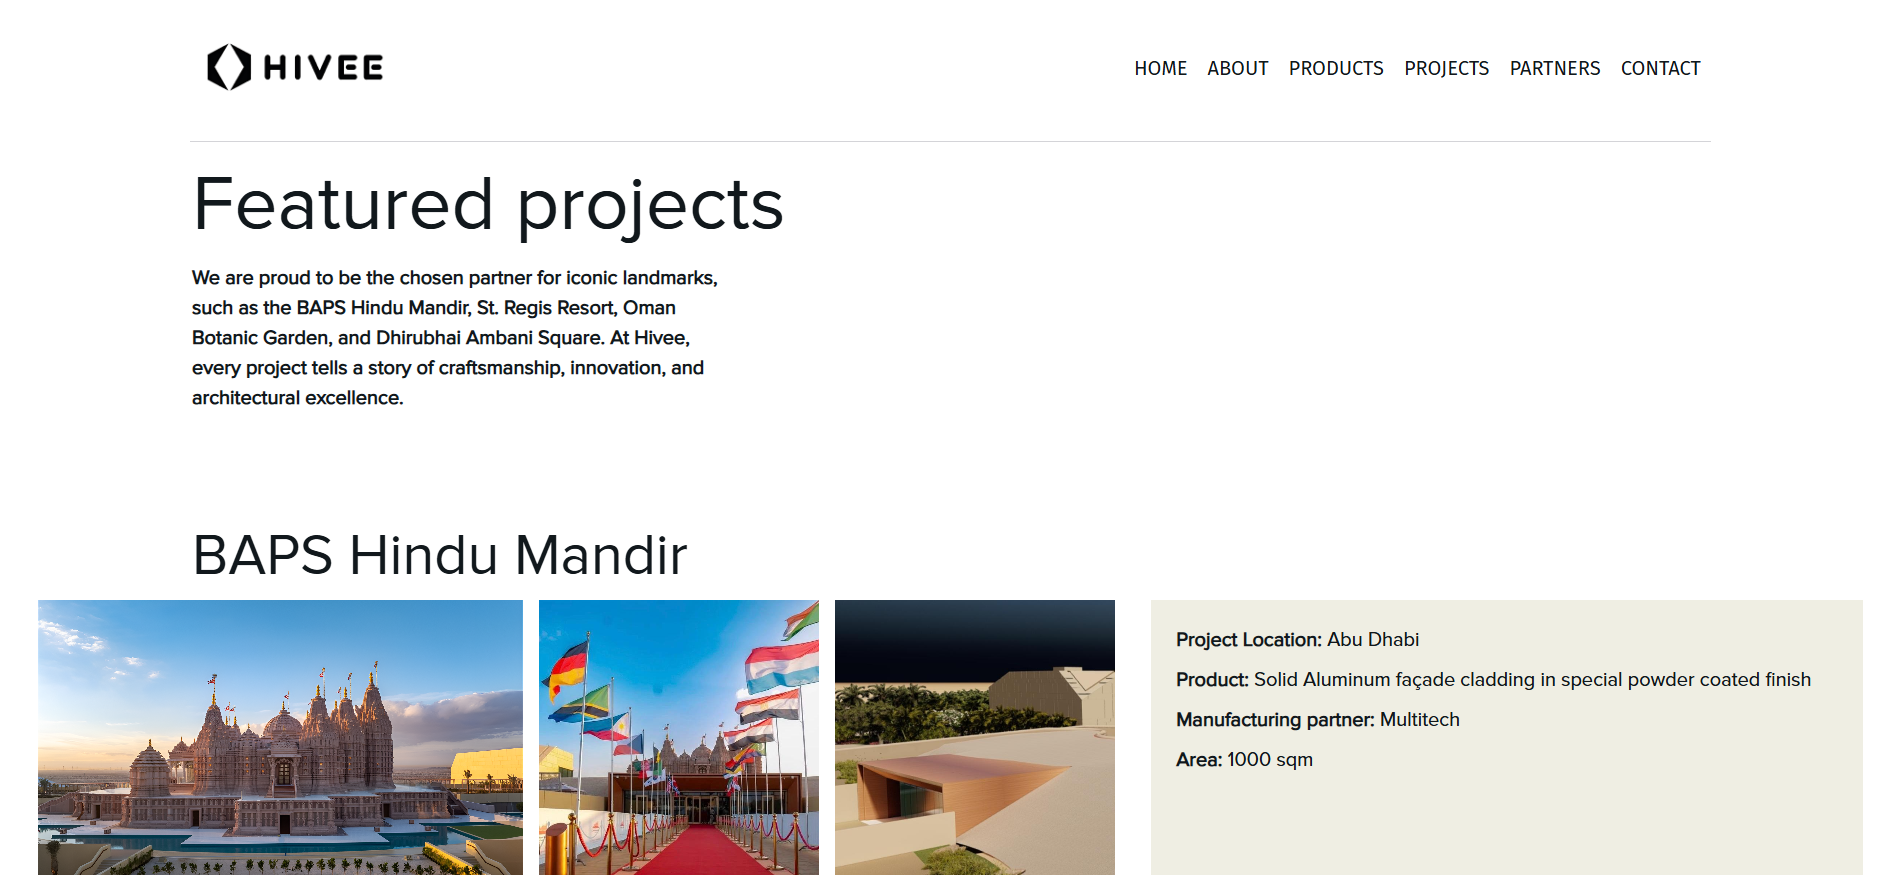 HIVEE
HOME ABOUT PRODUCTS PROJECTS PARTNERS CONTACT
Featured projects
We are proud to be the chosen partner for iconic landmarks,
such as the BAPS Hindu Mandir, St. Regis Resort, Oman
Botanic Garden, and Dhirubhai Ambani Square. At Hivee,
every project tells a story of craftsmanship, innovation, and
architectural excellence.
BAPS Hindu Mandir
Project Location: Abu Dhabi
Product: Solid Aluminum façade cladding in special powder coated finish
Manufacturing partner: Multitech
Area: 1000 sqm